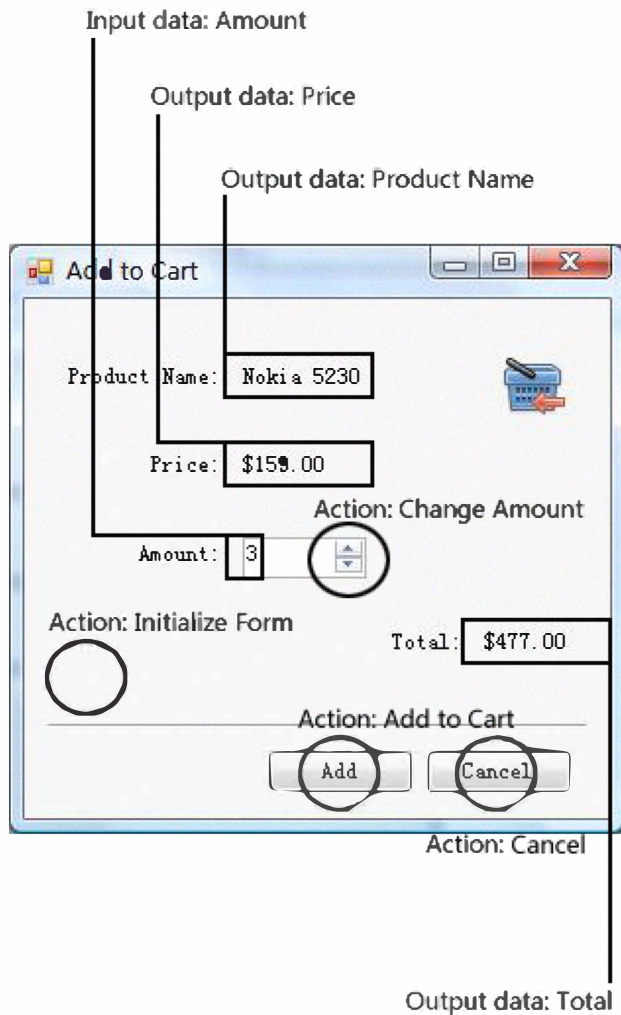 Input data: Amount
Output data: Price
Output data: Product Name
Add to Cart
Product Name: Nokia 5230
Price: $159.00
Action: Change Amount
Amount: 3
Action: Initialize Form
Total: $477.00
Action: Add to Cart
Add Cancel
Action: Cancel
Output data: Total